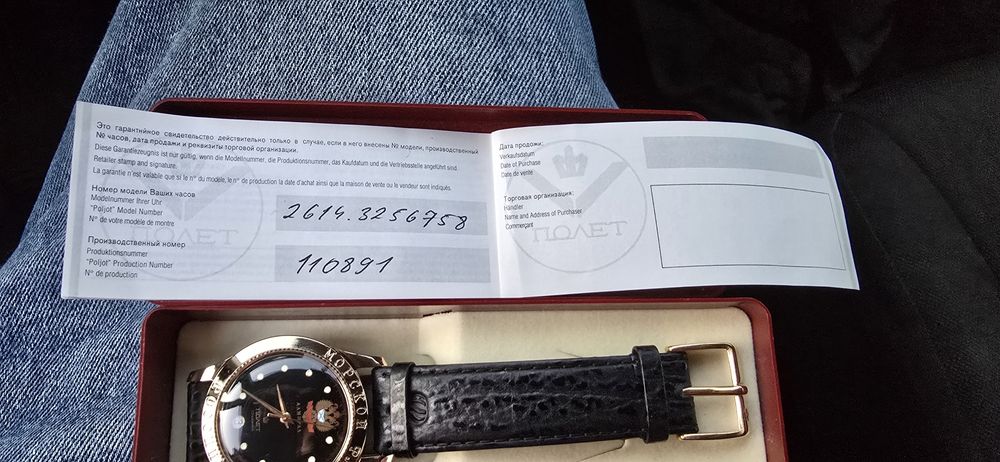 Это гарантийное свидетельство действительно только в случае, если в него внесены № модели, производственный
№ часов, дата продажи и реквизиты торговой организации.
Diese Garantiezeugnis ist nur gültig, wenn die Modellnummer, die Produktionsnummer, das Kaufdatum und die Vertriebsstelle angeführt sind.
Retailer stamp and signature.
La garantie n'est valable que si le n° du modèle, le n° de production la date d'achat ainsi que la maison de vente ou le vendeur sont indiqués.
Номер модели Ваших часов
Modelnummer Ihrer Uhr
"Poljot" Model Number
N° de votre modèle de montre
2614.3256758
Производственный номер
Produktionsnummer
"Poljot" Production Number
N° de production
110891
ПОЛЕТ
Дата продажи:
Verkaufsdatum
Date of Purchase
Date de vente
Торговая организация:
Händler
Name and Address of Purchaser
Commerçant
ПОЛЕТ
МОРСКОЙ
ПОЛЕТ